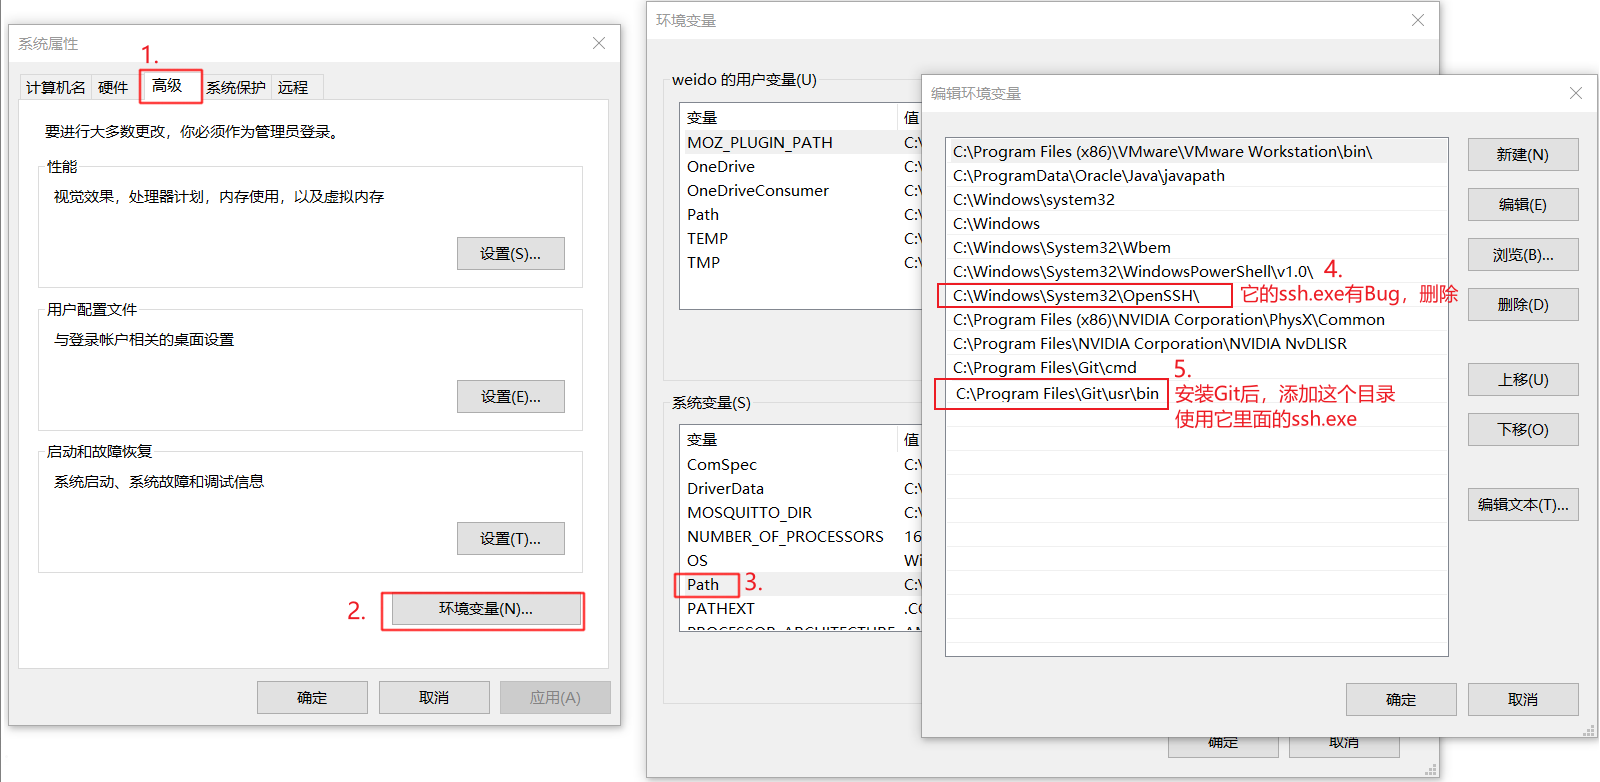 系统属性
1.
计算机名
硬件
高级
系统保护
远程
要进行大多数更改，你必须作为管理员登录。
性能
视觉效果，处理器计划，内存使用，以及虚拟内存
设置(S)...
用户配置文件
与登录帐户相关的桌面设置
设置(E)...
启动和故障恢复
系统启动、系统故障和调试信息
设置(T)...
2.
环境变量(N)...
确定
取消
应用(A)
环境变量
weido 的用户变量(U)
变量
值
MOZ_PLUGIN_PATH
C:\
OneDrive
C:\
OneDriveConsumer
C:\
Path
C:\
TEMP
C:\
TMP
C:\
系统变量(S)
变量
值
ComSpec
C:\
DriverData
C:\
MOSQUITTO_DIR
C:\
NUMBER_OF_PROCESSORS
16
OS
Wi
Path
3.
C:\
PATHEXT
.CO
PROCESSOR_ARCHITECTURE
AM
确定
取消
编辑环境变量
C:\Program Files (x86)\VMware\VMware Workstation\bin\
C:\ProgramData\Oracle\Java\javapath
C:\Windows\system32
C:\Windows
C:\Windows\System32\Wbem
C:\Windows\System32\WindowsPowerShell\v1.0\
4.
C:\Windows\System32\OpenSSH\
它的ssh.exe有Bug，删除
C:\Program Files (x86)\NVIDIA Corporation\PhysX\Common
C:\Program Files\NVIDIA Corporation\NVIDIA NvDLISR
C:\Program Files\Git\cmd
5.
C:\Program Files\Git\usr\bin
安装Git后，添加这个目录
使用它里面的ssh.exe
新建(N)
编辑(E)
浏览(B)...
删除(D)
上移(U)
下移(O)
编辑文本(T)...
确定
取消